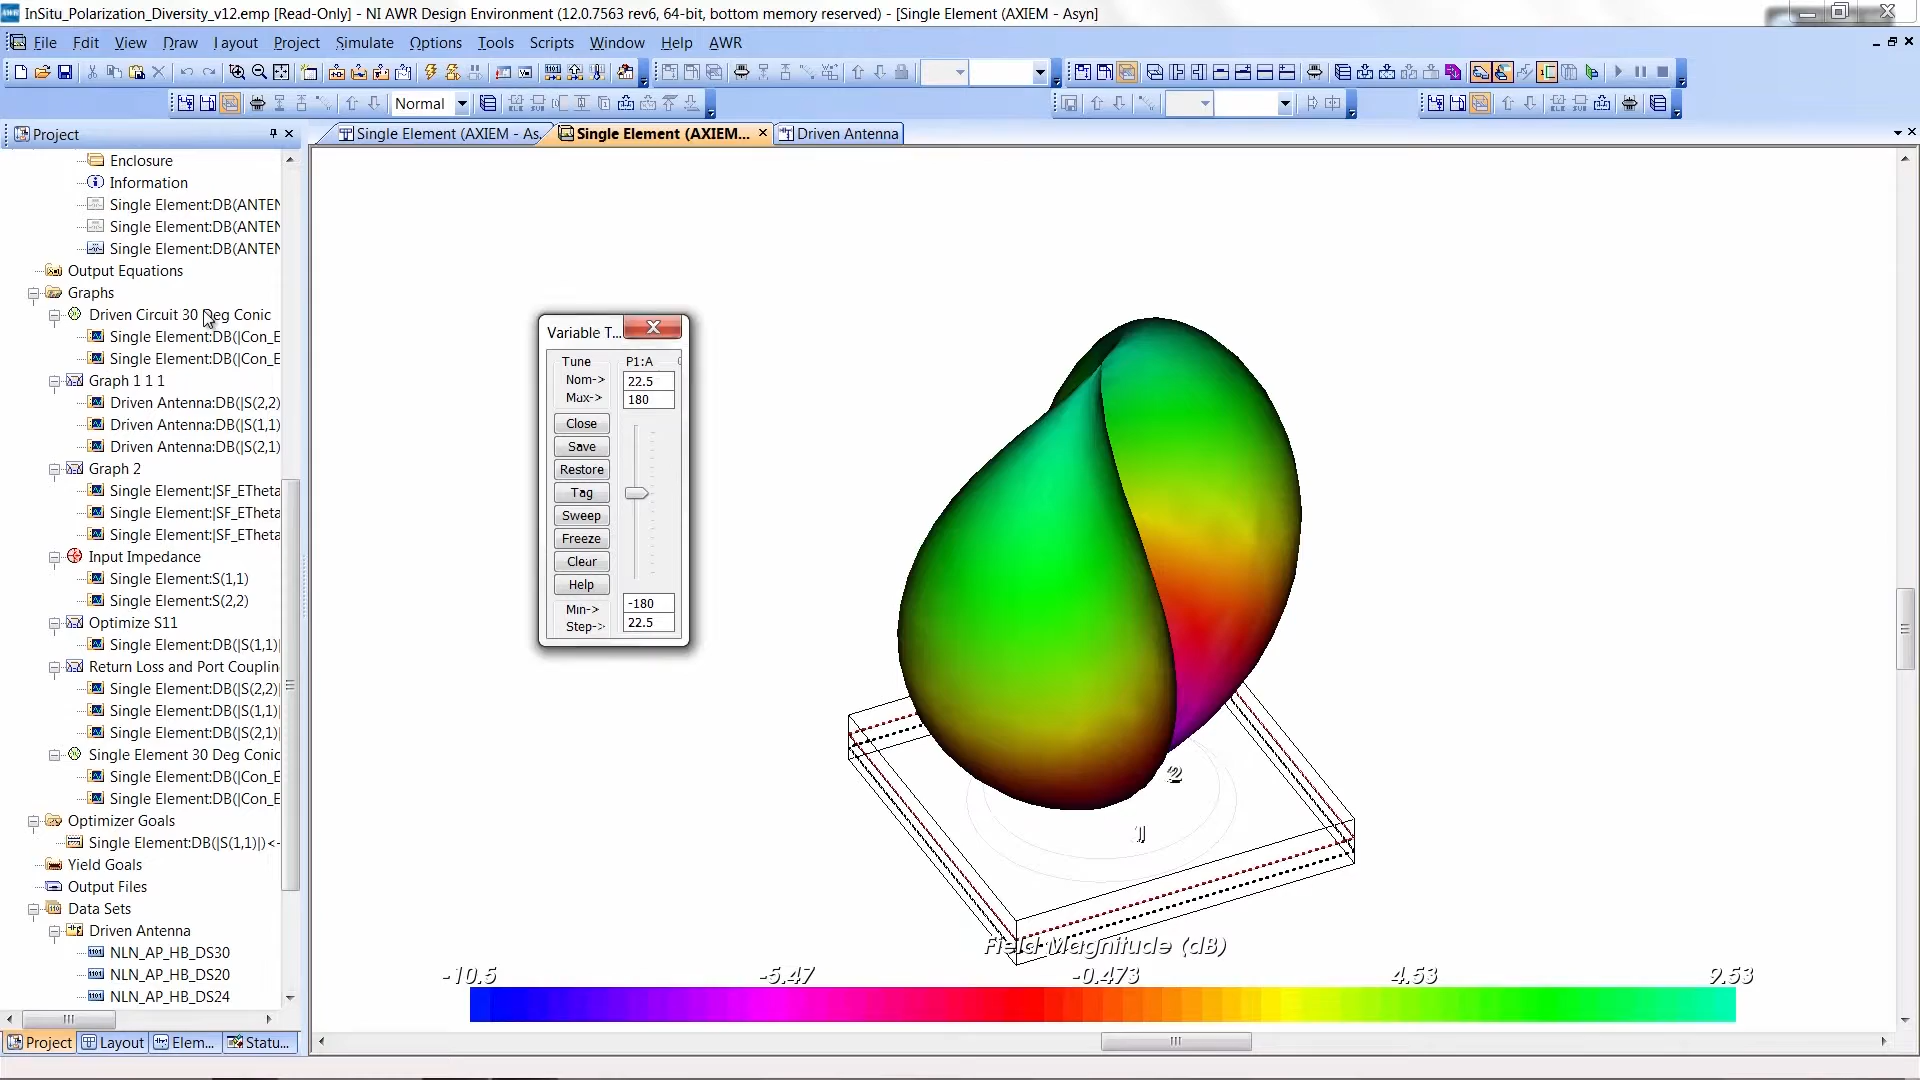 InSitu_Polarization_Diversity_v12.emp [Read-Only] - NI AWR Design Environment (12.0.7563 rev6, 64-bit, bottom memory reserved) - [Single Element (AXIEM - Asyn]
File Edit View Draw Layout Project Simulate Options Tools Scripts Window Help AWR
Normal
Project
Single Element (AXIEM - As. Single Element (AXIEM... Driven Antenna
Enclosure
Information
Single Element:DB(ANTEN
Single Element:DB(ANTEN
Single Element:DB(ANTEN
Output Equations
Graphs
Driven Circuit 30 Deg Conic
Single Element:DB(|Con_E
Single Element:DB(|Con_E
Graph 1 1 1
Driven Antenna:DB(|S(2,2)
Driven Antenna:DB(|S(1,1)
Driven Antenna:DB(|S(2,1)
Graph 2
Single Element:|SF_ETheta
Single Element:|SF_ETheta
Single Element:|SF_ETheta
Input Impedance
Single Element:S(1,1)
Single Element:S(2,2)
Optimize S11
Single Element:DB(|S(1,1)|
Return Loss and Port Couplin
Single Element:DB(|S(2,2)|
Single Element:DB(|S(1,1)|
Single Element:DB(|S(2,1)|
Single Element 30 Deg Conic
Single Element:DB(|Con_E
Single Element:DB(|Con_E
Optimizer Goals
Single Element:DB(|S(1,1)|)<-
Yield Goals
Output Files
Data Sets
Driven Antenna
NLN_AP_HB_DS30
NLN_AP_HB_DS20
NLN_AP_HB_DS24
Project Layout Elem... Statu...
Variable T...
Tune P1:A
Nom-> 22.5
Max-> 180
Close
Save
Restore
Tag
Sweep
Freeze
Clear
Help
Min-> -180
Step-> 22.5
2
1
Field Magnitude (dB)
-10.5 -5.47 -0.473 4.53 9.53